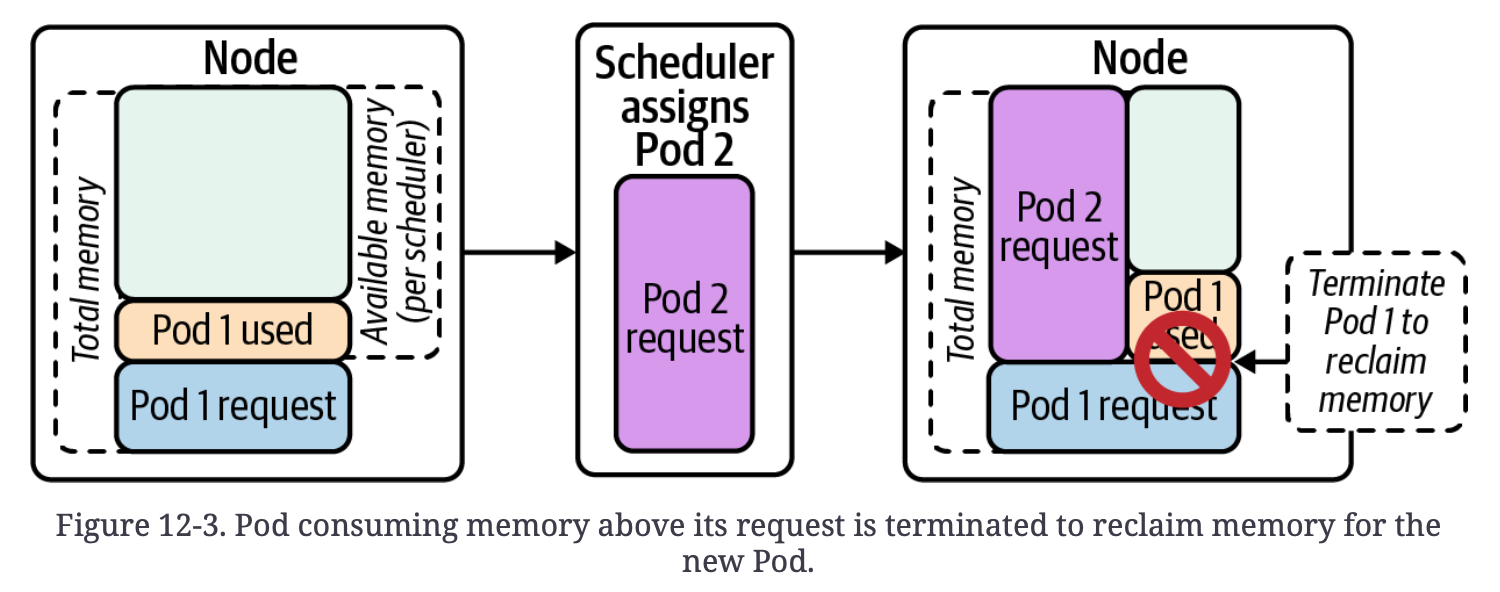 Node
Total memory
Available memory
(per scheduler)
Pod 1 used
Pod 1 request
Scheduler
assigns
Pod 2
Pod 2
request
Node
Total memory
Pod 2
request
Pod 1
used
Pod 1 request
Terminate
Pod 1 to
reclaim
memory
Figure 12-3. Pod consuming memory above its request is terminated to reclaim memory for the
new Pod.